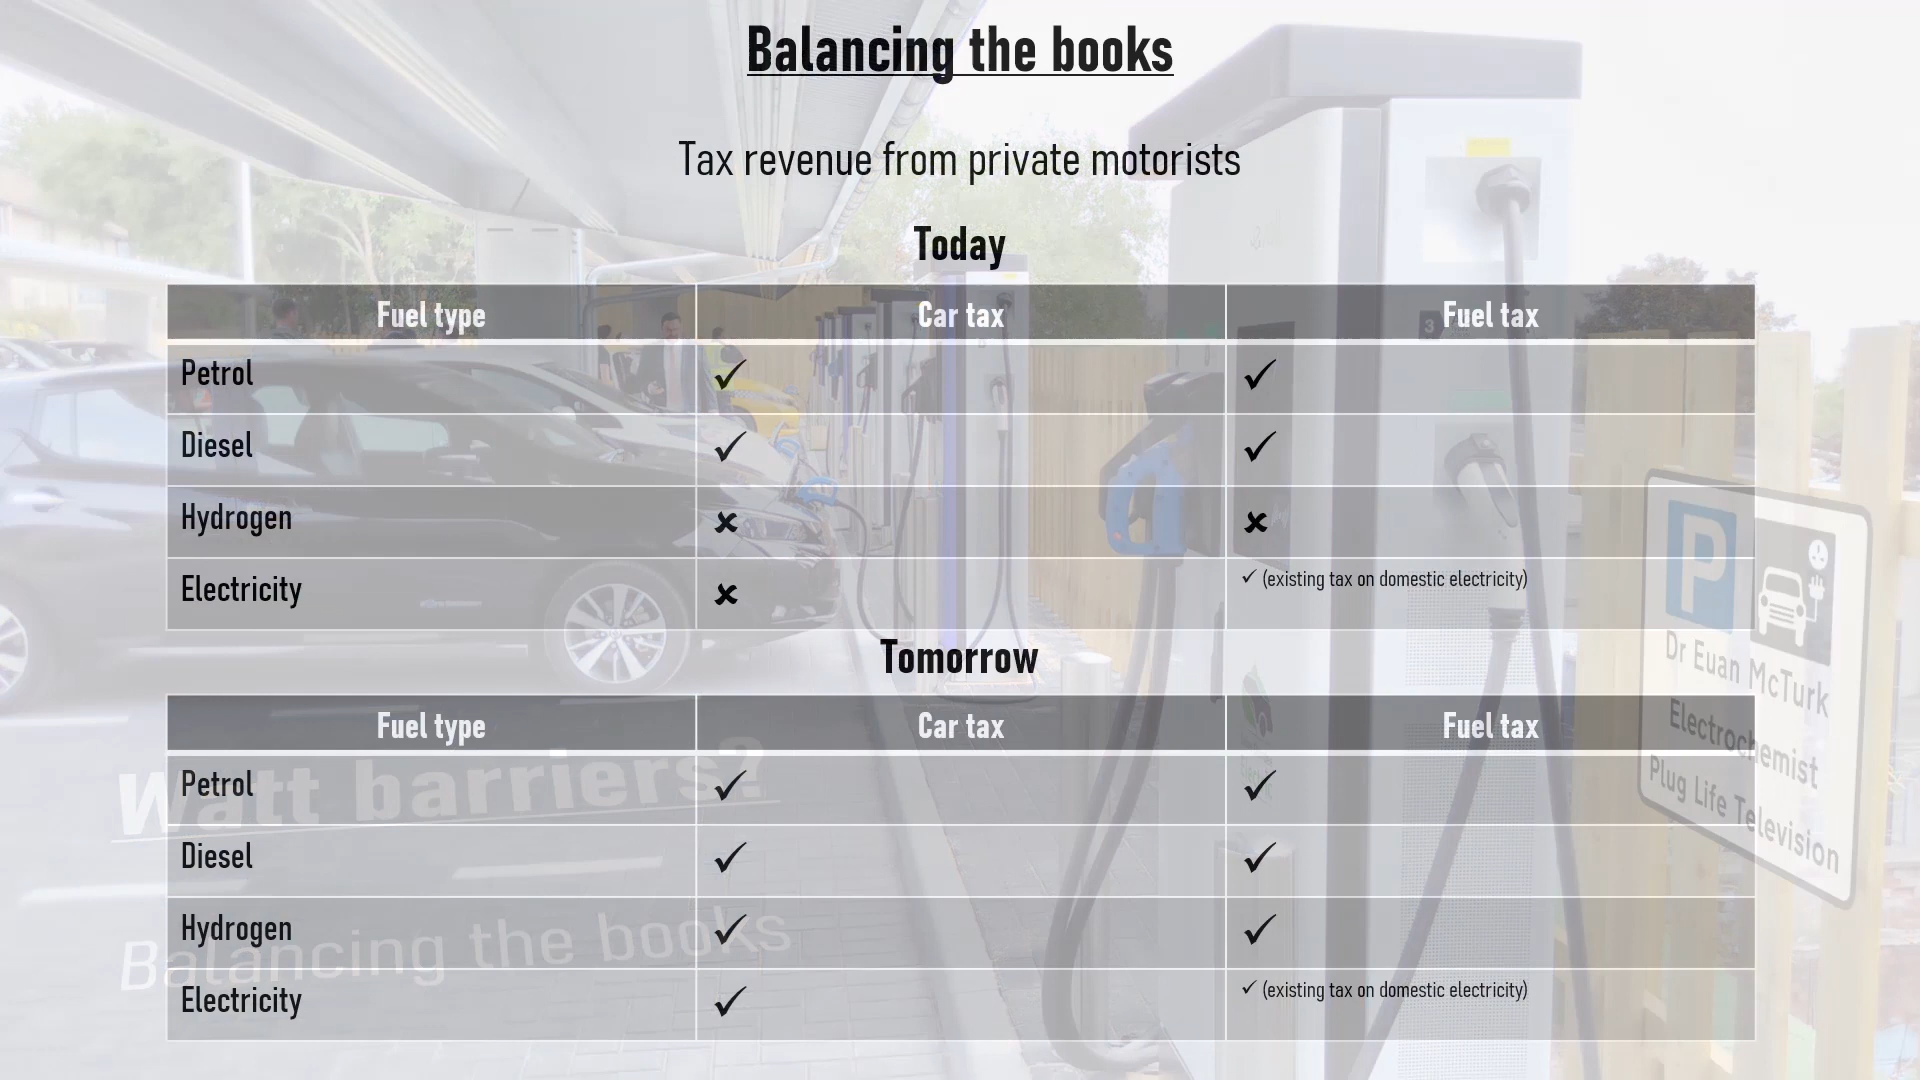 Balancing the books
Tax revenue from private motorists
Today
Fuel type Car tax Fuel tax
Petrol ✓ ✓
Diesel ✓ ✓
Hydrogen ✘ ✘
Electricity ✘ ✓ (existing tax on domestic electricity)
Tomorrow
Fuel type Car tax Fuel tax
Petrol ✓ ✓
Diesel ✓ ✓
Hydrogen ✓ ✓
Electricity ✓ ✓ (existing tax on domestic electricity)
Watt barriers?
Balancing the books
3
P
Dr Euan McTurk
Electrochemist
Plug Life Television